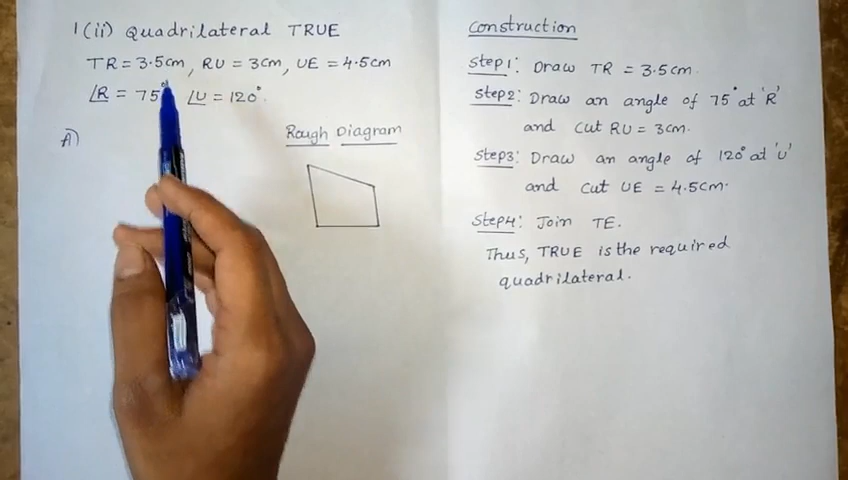 1(ii) Quadrilateral TRUE
TR = 3.5cm, RU = 3cm, UE = 4.5cm
∠R = 75° ∠U = 120°.
A)
Rough Diagram
Construction
Step1: Draw TR = 3.5cm.
Step2: Draw an angle of 75° at 'R'
and cut RU = 3cm.
Step3: Draw an angle of 120° at 'U'
and cut UE = 4.5cm.
Step4: Join TE.
Thus, TRUE is the required
quadrilateral.